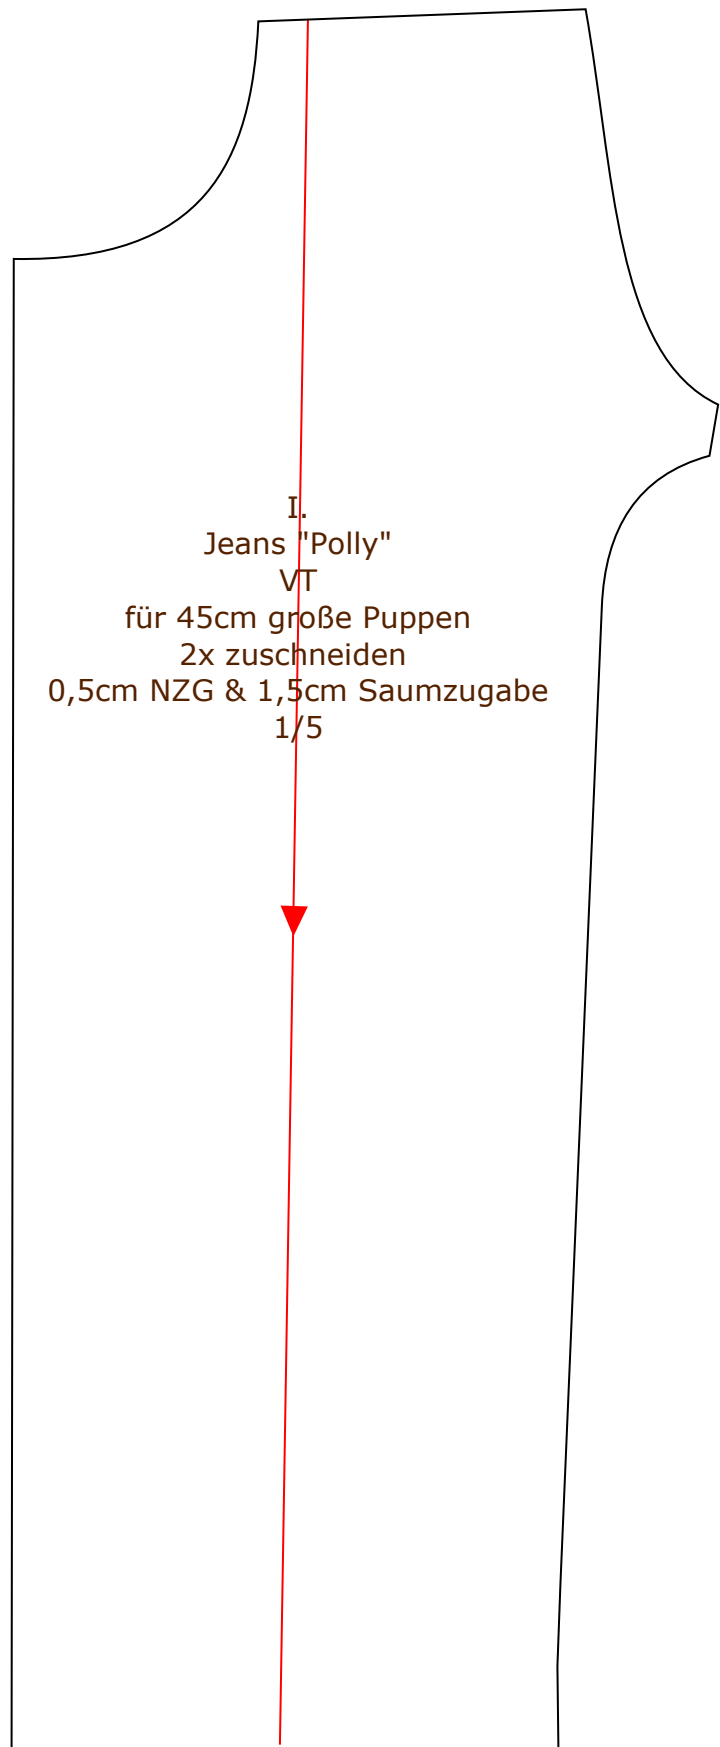 I.
Jeans "Polly"
VT
für 45cm große Puppen
2x zuschneiden
0,5cm NZG & 1,5cm Saumzugabe
1/5